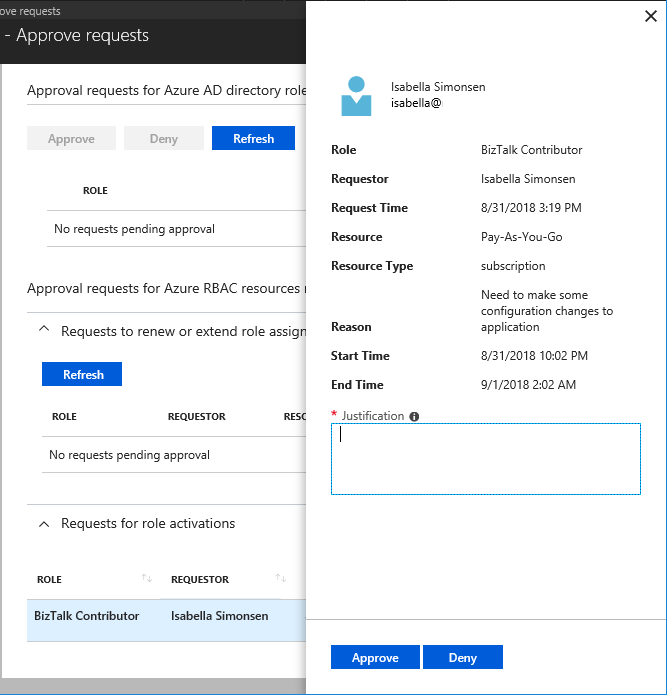 ove requests
- Approve requests
Approval requests for Azure AD directory role
Approve Deny Refresh
ROLE
No requests pending approval
Approval requests for Azure RBAC resources
Requests to renew or extend role assign
Refresh
ROLE REQUESTOR RESO
No requests pending approval
Requests for role activations
ROLE REQUESTOR
BizTalk Contributor Isabella Simonsen
Isabella Simonsen
isabella@
Role BizTalk Contributor
Requestor Isabella Simonsen
Request Time 8/31/2018 3:19 PM
Resource Pay-As-You-Go
Resource Type subscription
Need to make some
configuration changes to
Reason application
Start Time 8/31/2018 10:02 PM
End Time 9/1/2018 2:02 AM
* Justification
Approve Deny